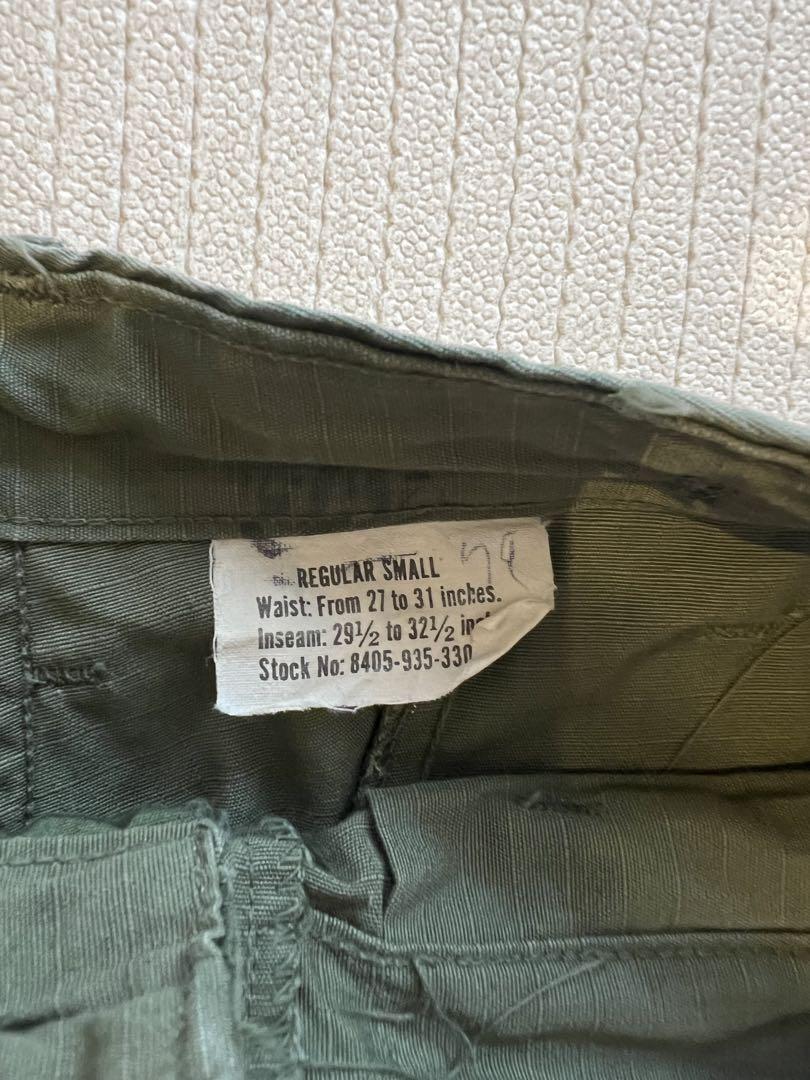 REGULAR SMALL
Waist: From 27 to 31 inches.
Inseam: 29½ to 32½
Stock No: 8405-935-330